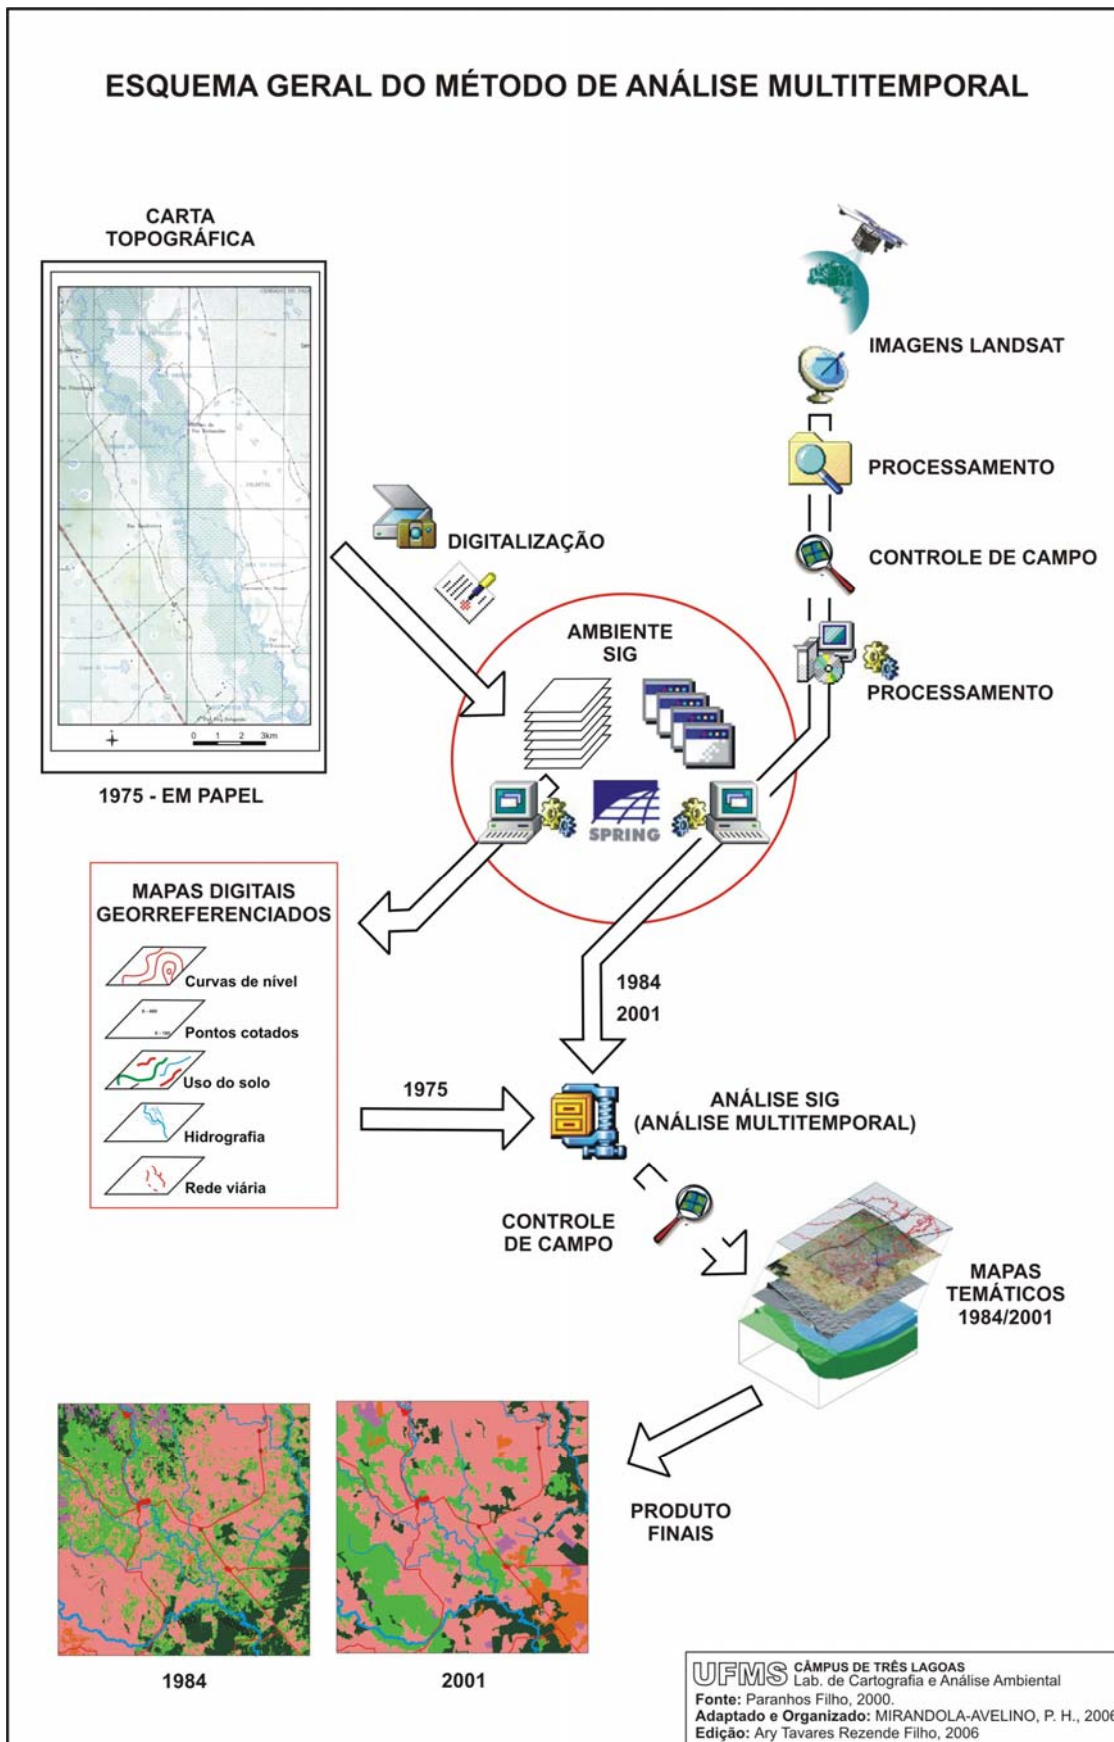 ESQUEMA GERAL DO MÉTODO DE ANÁLISE MULTITEMPORAL
CARTA
TOPOGRÁFICA
0 1 2 3km
1975 - EM PAPEL
IMAGENS LANDSAT
PROCESSAMENTO
CONTROLE DE CAMPO
PROCESSAMENTO
DIGITALIZAÇÃO
AMBIENTE
SIG
SPRING
MAPAS DIGITAIS
GEORREFERENCIADOS
Curvas de nível
Pontos cotados
Uso do solo
Hidrografia
Rede viária
1984
2001
1975
ANÁLISE SIG
(ANÁLISE MULTITEMPORAL)
CONTROLE
DE CAMPO
MAPAS
TEMÁTICOS
1984/2001
PRODUTO
FINAIS
1984
2001
UFMS CÂMPUS DE TRÊS LAGOAS
Lab. de Cartografia e Análise Ambiental
Fonte: Paranhos Filho, 2000.
Adaptado e Organizado: MIRANDOLA-AVELINO, P. H., 2006
Edição: Ary Tavares Rezende Filho, 2006